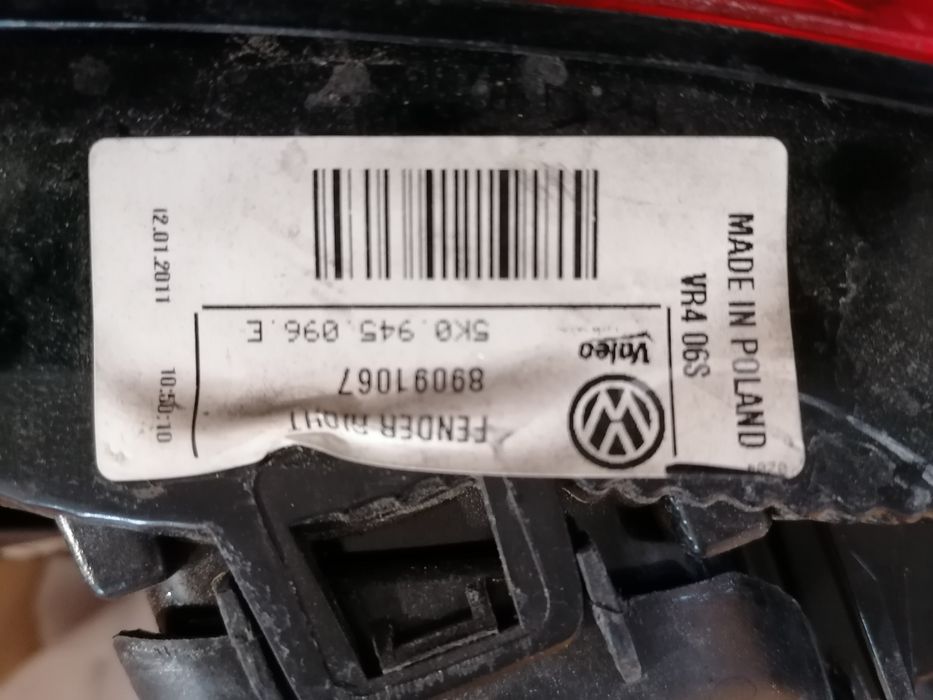 Valeo
5K0.945.096.E
89091067
FENDER RIGHT
MADE IN POLAND
VR4 06S
12.01.2011
10:50:10